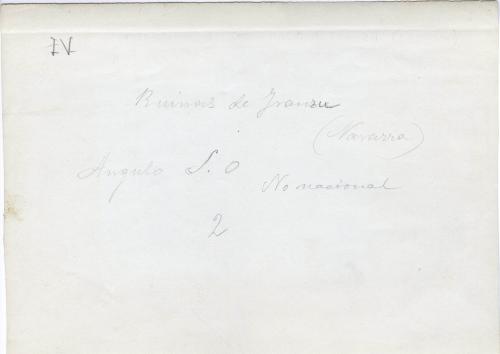 IV
Ruinas de Iranzu
(Navarra)
Angulo S. O
No nacional
2